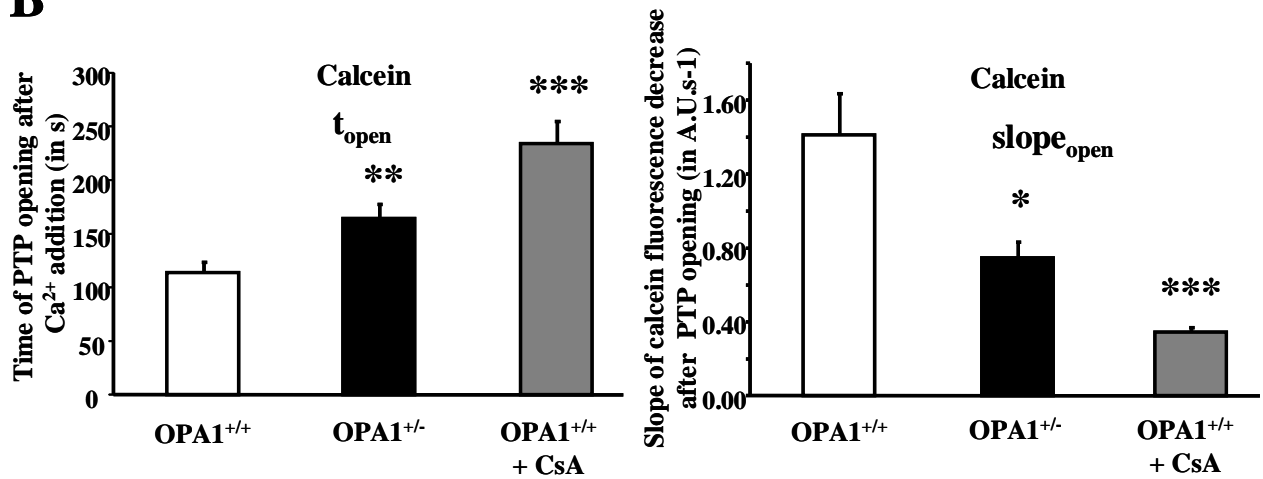 B
Time of PTP opening after
Ca²⁺ addition (in s)
300
250
200
150
100
50
0
Calcein
t_open
**
***
OPA1⁺/⁺
OPA1⁺/⁻
OPA1⁺/⁺
+ CsA
Slope of calcein fluorescence decrease
after PTP opening (in A.U.s-1)
1.60
1.20
0.80
0.40
0.00
Calcein
slope_open
*
***
OPA1⁺/⁺
OPA1⁺/⁻
OPA1⁺/⁺
+ CsA